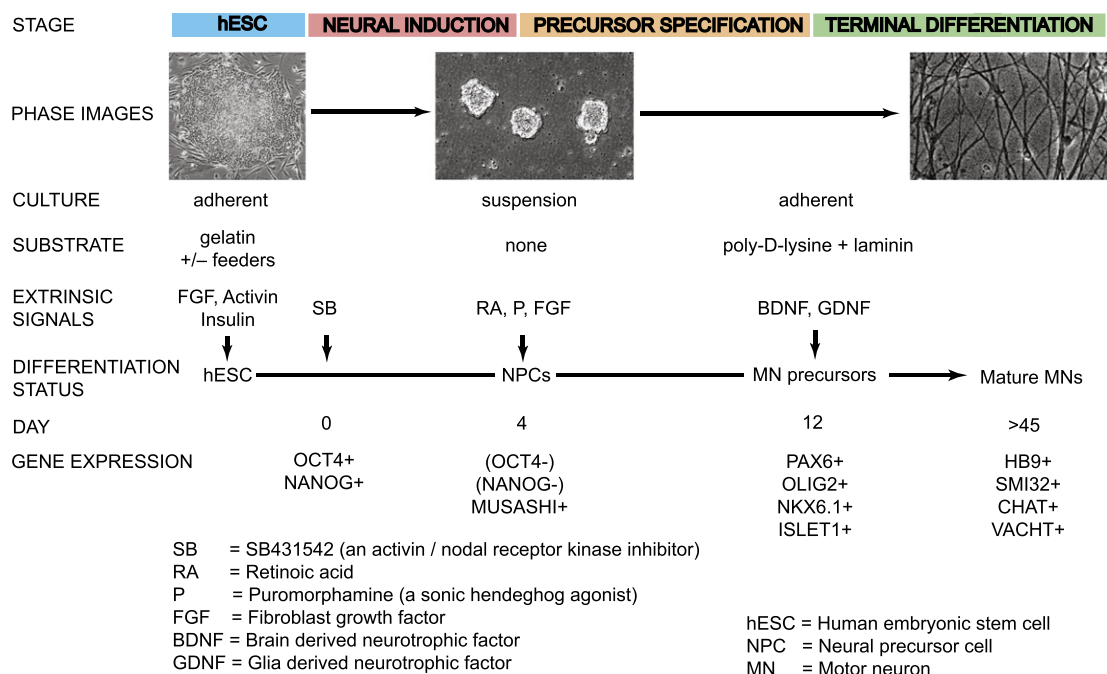 STAGE hESC NEURAL INDUCTION PRECURSOR SPECIFICATION TERMINAL DIFFERENTIATION
PHASE IMAGES
CULTURE adherent suspension adherent
SUBSTRATE gelatin none poly-D-lysine + laminin
+/– feeders
EXTRINSIC FGF, Activin SB RA, P, FGF BDNF, GDNF
SIGNALS Insulin
DIFFERENTIATION hESC NPCs MN precursors Mature MNs
STATUS
DAY 0 4 12 >45
GENE EXPRESSION OCT4+ (OCT4-) PAX6+ HB9+
NANOG+ (NANOG-) OLIG2+ SMI32+
MUSASHI+ NKX6.1+ CHAT+
ISLET1+ VACHT+
SB = SB431542 (an activin / nodal receptor kinase inhibitor)
RA = Retinoic acid
P = Puromorphamine (a sonic hendeghog agonist)
FGF = Fibroblast growth factor
BDNF = Brain derived neurotrophic factor
GDNF = Glia derived neurotrophic factor
hESC = Human embryonic stem cell
NPC = Neural precursor cell
MN = Motor neuron